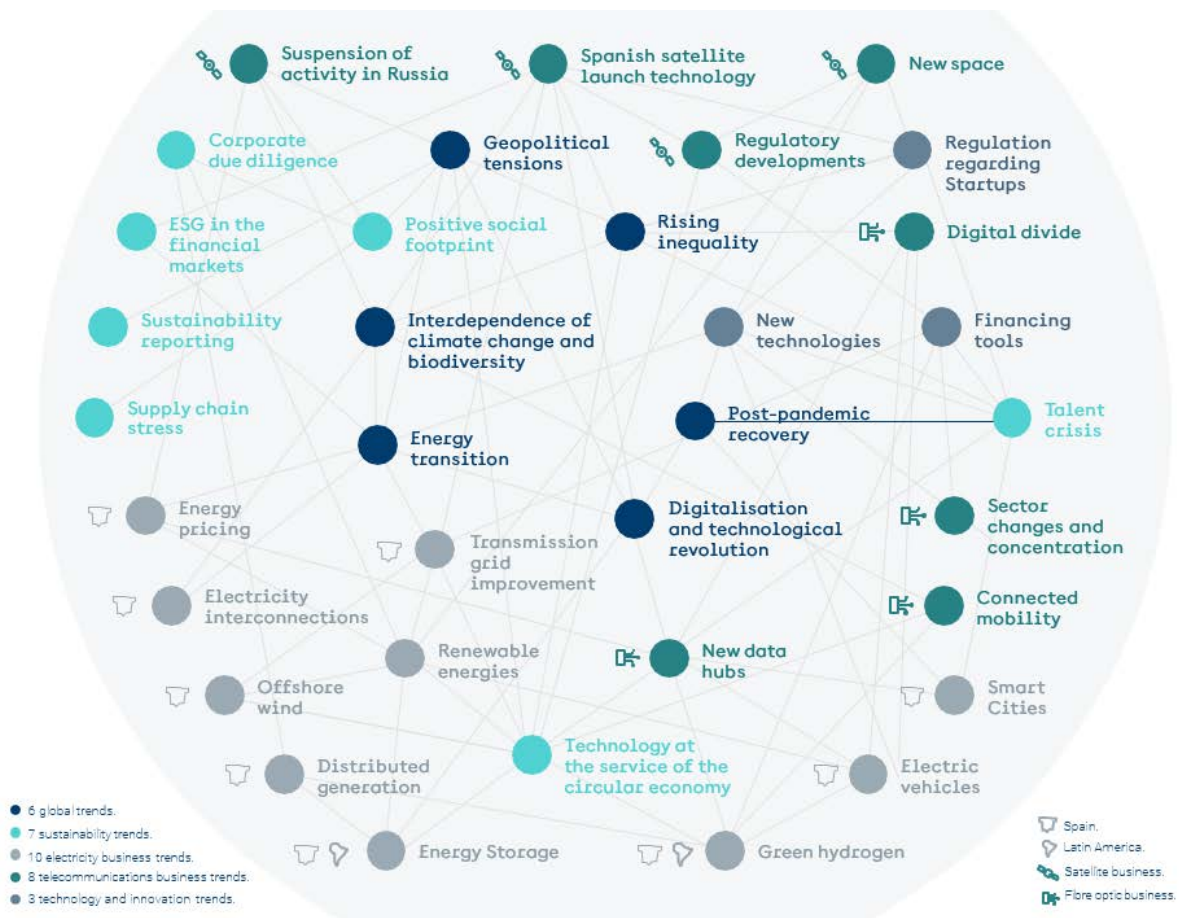 Suspension of
activity in Russia
Spanish satellite
launch technology
New space
Corporate
due diligence
Geopolitical
tensions
Regulatory
developments
Regulation
regarding
Startups
ESG in the
financial
markets
Positive social
footprint
Rising
inequality
Digital divide
Sustainability
reporting
Interdependence of
climate change and
biodiversity
New
technologies
Financing
tools
Supply chain
stress
Energy
transition
Post-pandemic
recovery
Talent
crisis
Energy
pricing
Transmission
grid
improvement
Digitalisation
and technological
revolution
Sector
changes and
concentration
Electricity
interconnections
Connected
mobility
Renewable
energies
New data
hubs
Offshore
wind
Smart
Cities
Distributed
generation
Technology at
the service of the
circular economy
Electric
vehicles
Energy Storage
Green hydrogen
6 global trends.
7 sustainability trends.
10 electricity business trends.
8 telecommunications business trends.
3 technology and innovation trends.
Spain.
Latin America.
Satellite business.
Fibre optic business.